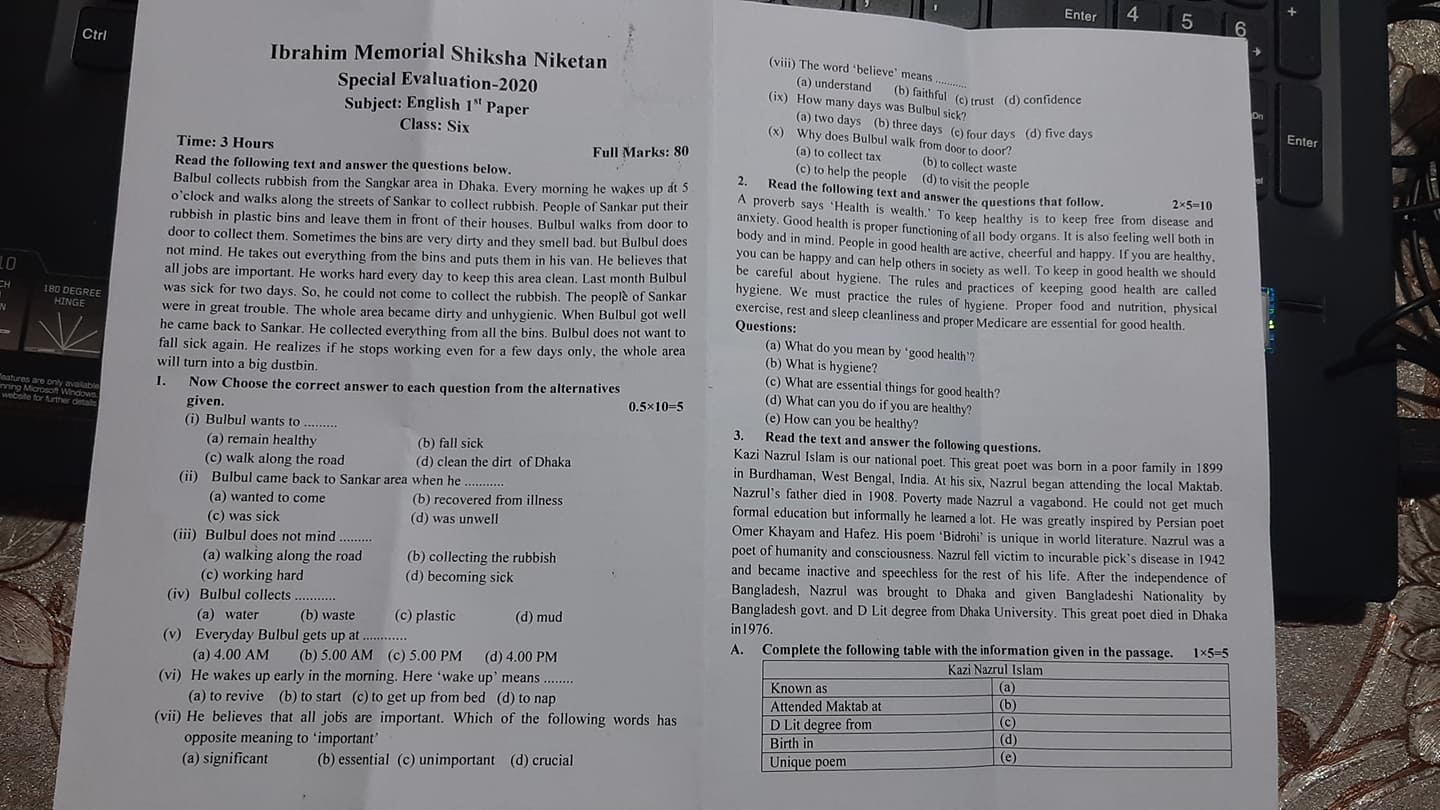 Ctrl
Enter 4 5 6 +
Enter
180 DEGREE
HINGE
Ibrahim Memorial Shiksha Niketan
Special Evaluation-2020
Subject: English 1st Paper
Class: Six
Time: 3 Hours Full Marks: 80
Read the following text and answer the questions below.
Balbul collects rubbish from the Sangkar area in Dhaka. Every morning he wakes up at 5
o'clock and walks along the streets of Sankar to collect rubbish. People of Sankar put their
rubbish in plastic bins and leave them in front of their houses. Bulbul walks from door to
door to collect them. Sometimes the bins are very dirty and they smell bad. but Bulbul does
not mind. He takes out everything from the bins and puts them in his van. He believes that
all jobs are important. He works hard every day to keep this area clean. Last month Bulbul
was sick for two days. So, he could not come to collect the rubbish. The people of Sankar
were in great trouble. The whole area became dirty and unhygienic. When Bulbul got well
he came back to Sankar. He collected everything from all the bins. Bulbul does not want to
fall sick again. He realizes if he stops working even for a few days only, the whole area
will turn into a big dustbin.
1. Now Choose the correct answer to each question from the alternatives
given. 0.5×10=5
(i) Bulbul wants to .........
(a) remain healthy (b) fall sick
(c) walk along the road (d) clean the dirt of Dhaka
(ii) Bulbul came back to Sankar area when he ...........
(a) wanted to come (b) recovered from illness
(c) was sick (d) was unwell
(iii) Bulbul does not mind .........
(a) walking along the road (b) collecting the rubbish
(c) working hard (d) becoming sick
(iv) Bulbul collects ...........
(a) water (b) waste (c) plastic (d) mud
(v) Everyday Bulbul gets up at ............
(a) 4.00 AM (b) 5.00 AM (c) 5.00 PM (d) 4.00 PM
(vi) He wakes up early in the morning. Here 'wake up' means ........
(a) to revive (b) to start (c) to get up from bed (d) to nap
(vii) He believes that all jobs are important. Which of the following words has
opposite meaning to 'important'
(a) significant (b) essential (c) unimportant (d) crucial
(viii) The word 'believe' means ..........
(a) understand (b) faithful (c) trust (d) confidence
(ix) How many days was Bulbul sick?
(a) two days (b) three days (c) four days (d) five days
(x) Why does Bulbul walk from door to door?
(a) to collect tax (b) to collect waste
(c) to help the people (d) to visit the people
2. Read the following text and answer the questions that follow. 2×5=10
A proverb says 'Health is wealth.' To keep healthy is to keep free from disease and
anxiety. Good health is proper functioning of all body organs. It is also feeling well both in
body and in mind. People in good health are active, cheerful and happy. If you are healthy,
you can be happy and can help others in society as well. To keep in good health we should
be careful about hygiene. The rules and practices of keeping good health are called
hygiene. We must practice the rules of hygiene. Proper food and nutrition, physical
exercise, rest and sleep cleanliness and proper Medicare are essential for good health.
Questions:
(a) What do you mean by 'good health'?
(b) What is hygiene?
(c) What are essential things for good health?
(d) What can you do if you are healthy?
(e) How can you be healthy?
3. Read the text and answer the following questions.
Kazi Nazrul Islam is our national poet. This great poet was born in a poor family in 1899
in Burdhaman, West Bengal, India. At his six, Nazrul began attending the local Maktab.
Nazrul's father died in 1908. Poverty made Nazrul a vagabond. He could not get much
formal education but informally he learned a lot. He was greatly inspired by Persian poet
Omer Khayam and Hafez. His poem 'Bidrohi' is unique in world literature. Nazrul was a
poet of humanity and consciousness. Nazrul fell victim to incurable pick's disease in 1942
and became inactive and speechless for the rest of his life. After the independence of
Bangladesh, Nazrul was brought to Dhaka and given Bangladeshi Nationality by
Bangladesh govt. and D Lit degree from Dhaka University. This great poet died in Dhaka
in1976.
A. Complete the following table with the information given in the passage. 1×5=5
Kazi Nazrul Islam
Known as (a)
Attended Maktab at (b)
D Lit degree from (c)
Birth in (d)
Unique poem (e)